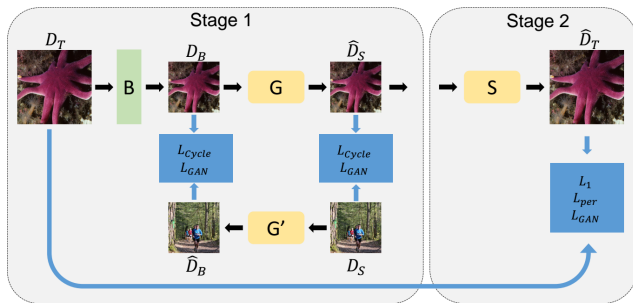 Stage 1
Stage 2
D_T
D_B
D̂_S
D̂_T
B
G
S
L_Cycle
L_GAN
L_Cycle
L_GAN
L_1
L_per
L_GAN
G'
D̂_B
D_S